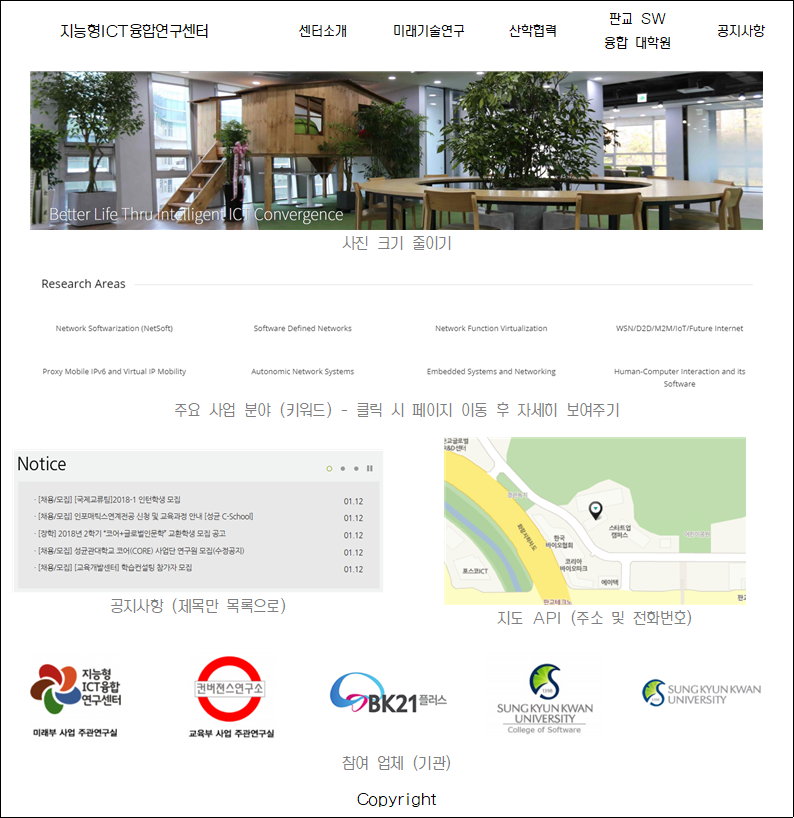 지능형ICT융합연구센터
센터소개
미래기술연구
산학협력
판교 SW
융합 대학원
공지사항
Better Life Thru Intelligent ICT Convergence
사진 크기 줄이기
Research Areas
Network Softwarization (NetSoft)
Software Defined Networks
Network Function Virtualization
WSN/D2D/M2M/IoT/Future Internet
Proxy Mobile IPv6 and Virtual IP Mobility
Autonomic Network Systems
Embedded Systems and Networking
Human-Computer Interaction and its
Software
주요 사업 분야 (키워드) - 클릭 시 페이지 이동 후 자세히 보여주기
Notice
· [채용/모집] [국제교류팀]2018-1 인턴학생 모집 01.12
· [채용/모집] 인포매틱스연계전공 신청 및 교육과정 안내 [성균 C-School] 01.12
· [장학] 2018년 2학기 "코어+글로벌인문학" 교환학생 모집 공고 01.12
· [채용/모집] 성균관대학교 코어(CORE) 사업단 연구원 모집(수정공지) 01.12
· [채용/모집] [교육개발센터] 학습컨설팅 참가자 모집 01.12
공지사항 (제목만 목록으로)
판교글로벌
R&D센터
화랑지하차도
한국
바이오협회
스타트업
캠퍼스
코리아
바이오파크
포스코ICT
에이텍
판교테크노
지도 API (주소 및 전화번호)
지능형
ICT융합
연구센터
미래부 사업 주관연구실
컨버전스연구소
교육부 사업 주관연구실
BK21플러스
1398
SUNG KYUN KWAN
UNIVERSITY
College of Software
SUNG KYUN KWAN
UNIVERSITY
참여 업체 (기관)
Copyright